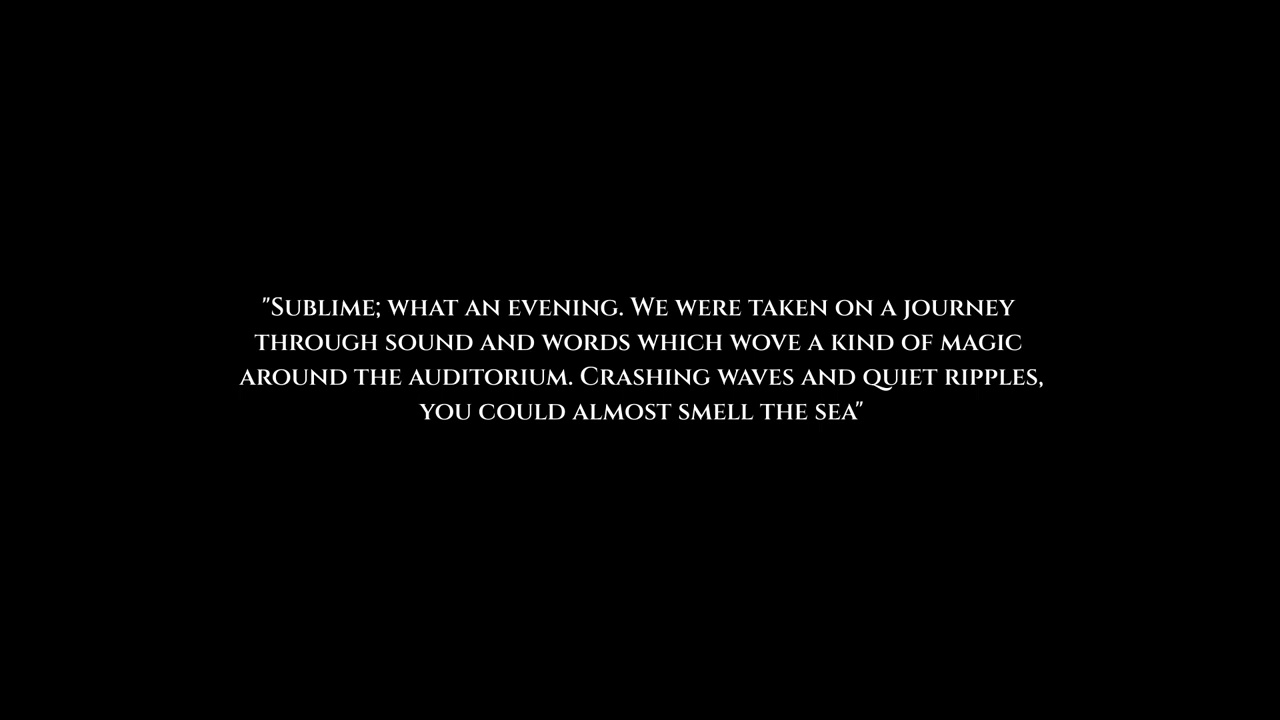 "Sublime; what an evening. We were taken on a journey
through sound and words which wove a kind of magic
around the auditorium. Crashing waves and quiet ripples,
you could almost smell the sea"